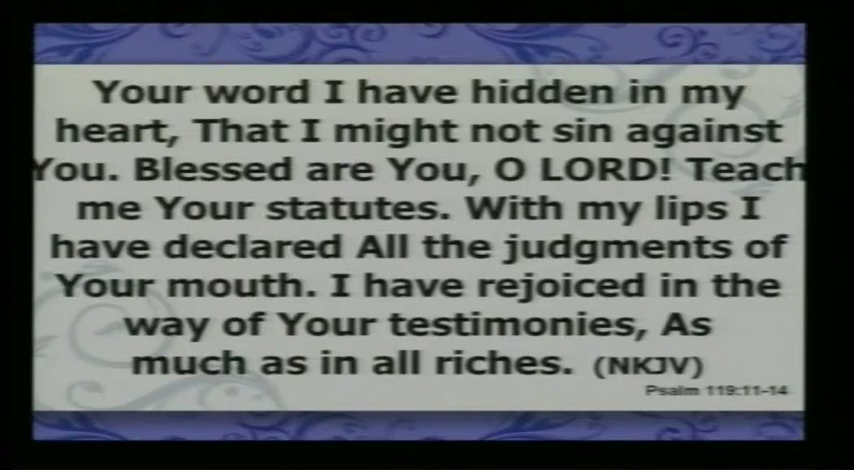 Your word I have hidden in my
heart, That I might not sin against
You. Blessed are You, O LORD! Teach
me Your statutes. With my lips I
have declared All the judgments of
Your mouth. I have rejoiced in the
way of Your testimonies, As
much as in all riches. (NKJV)
Psalm 119:11-14